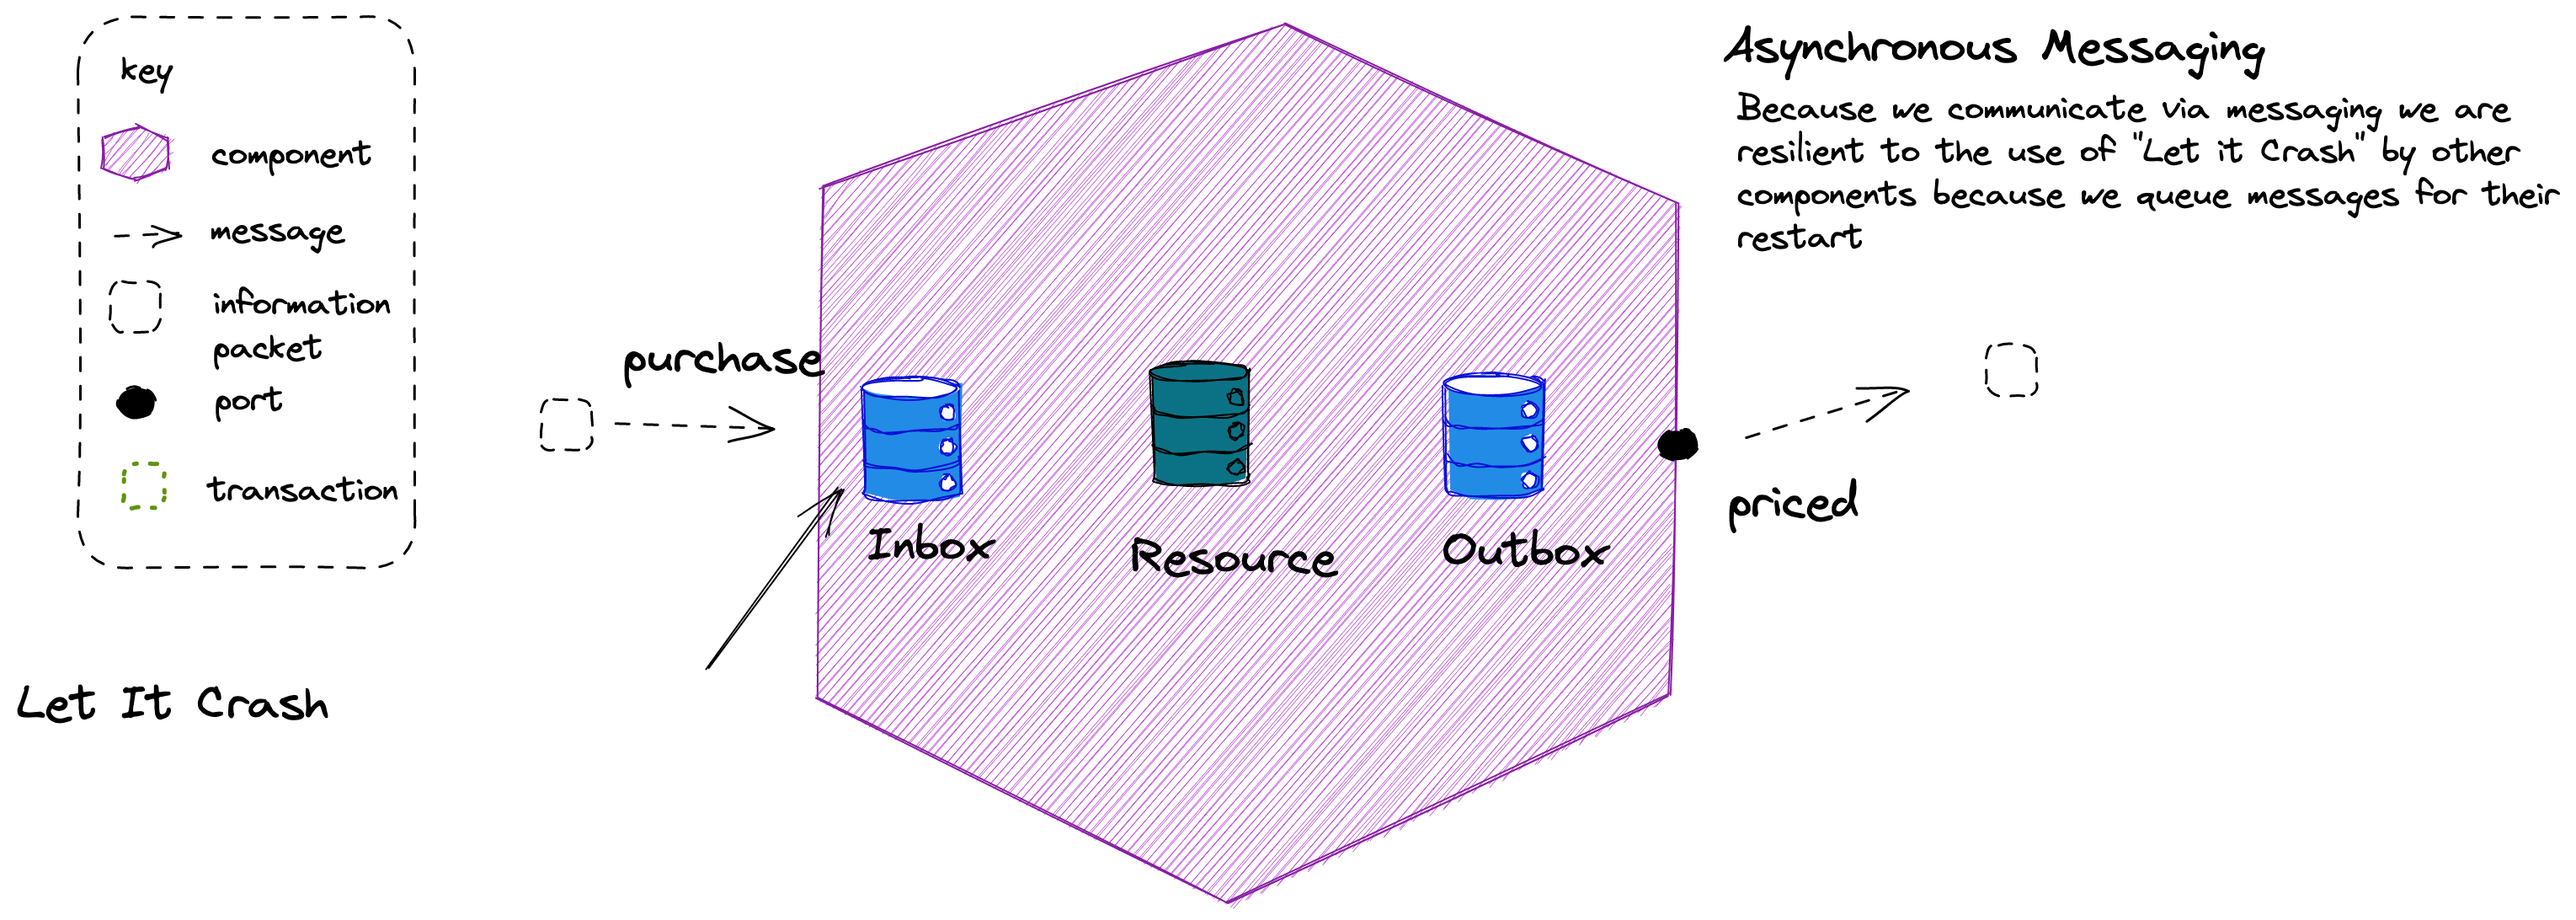 key
component
message
information
packet
port
transaction
Let It Crash
purchase
Inbox
Resource
Outbox
priced
Asynchronous Messaging
Because we communicate via messaging we are
resilient to the use of "Let it Crash" by other
components because we queue messages for their
restart